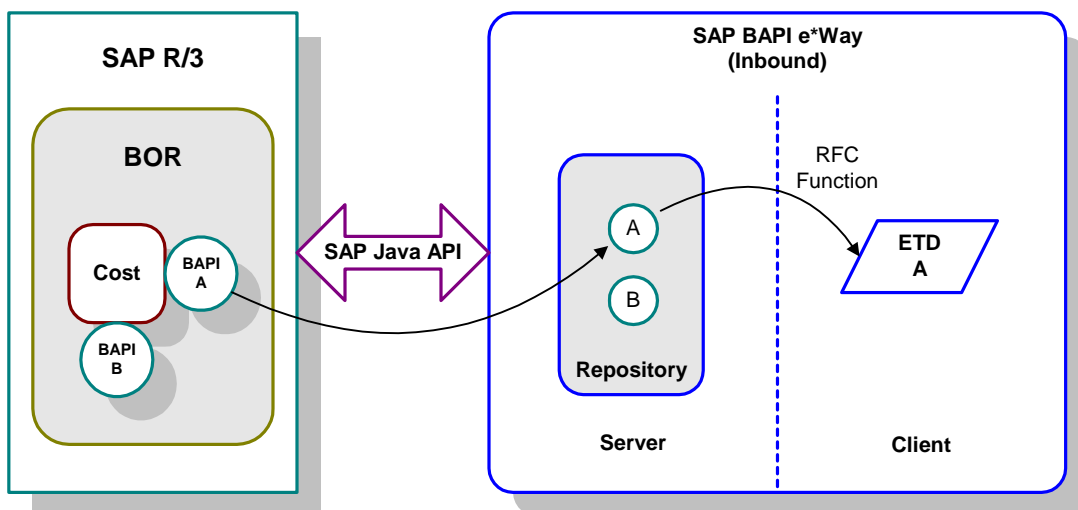 SAP R/3
BOR
Cost
BAPI
A
BAPI
B
SAP Java API
SAP BAPI e*Way
(Inbound)
A
B
Repository
Server
RFC
Function
ETD
A
Client